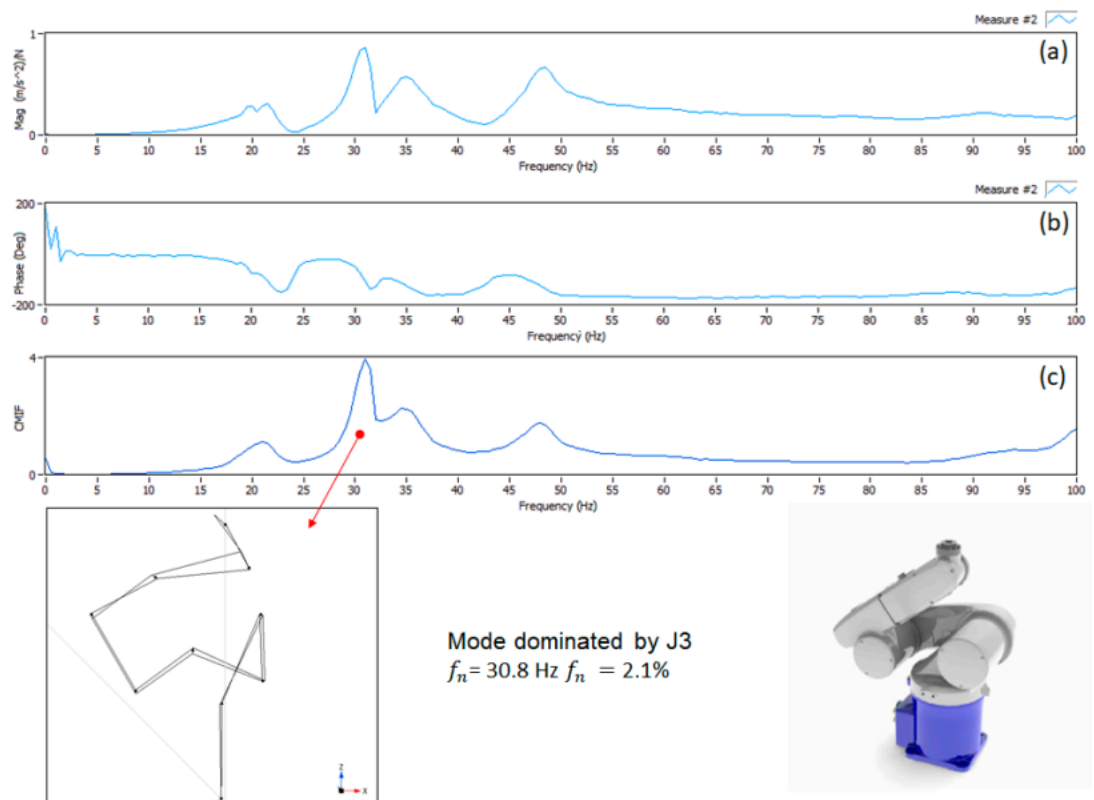 Measure #2
(a)
1
Mag (m/s^2)/N
0
0 5 10 15 20 25 30 35 40 45 50 55 60 65 70 75 80 85 90 95 100
Frequency (Hz)
Measure #2
(b)
200
Phase (Deg)
-200
0 5 10 15 20 25 30 35 40 45 50 55 60 65 70 75 80 85 90 95 100
Frequency (Hz)
(c)
4
CMIF
0
0 5 10 15 20 25 30 35 40 45 50 55 60 65 70 75 80 85 90 95 100
Frequency (Hz)
Mode dominated by J3
fₙ= 30.8 Hz fₙ = 2.1%
Z
X